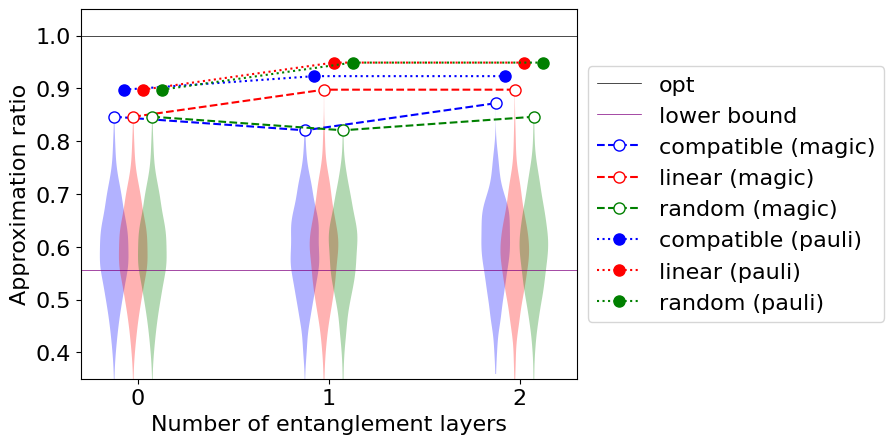 1.0
0.9
0.8
0.7
0.6
0.5
0.4
Approximation ratio
0 1 2
Number of entanglement layers
opt
lower bound
compatible (magic)
linear (magic)
random (magic)
compatible (pauli)
linear (pauli)
random (pauli)